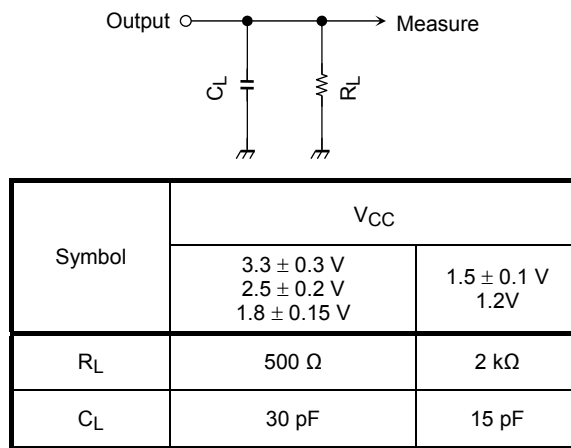 Output
Measure
CL
RL
Symbol
VCC
3.3 ± 0.3 V
2.5 ± 0.2 V
1.8 ± 0.15 V
1.5 ± 0.1 V
1.2V
RL
500 Ω
2 kΩ
CL
30 pF
15 pF